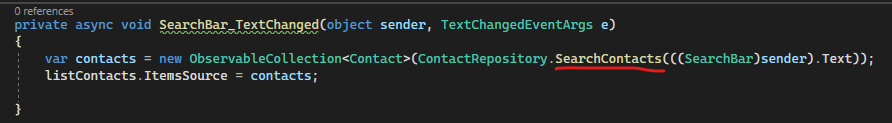 0 references
private async void SearchBar_TextChanged(object sender, TextChangedEventArgs e)
{
var contacts = new ObservableCollection<Contact>(ContactRepository.SearchContacts(((SearchBar)sender).Text));
listContacts.ItemsSource = contacts;
}